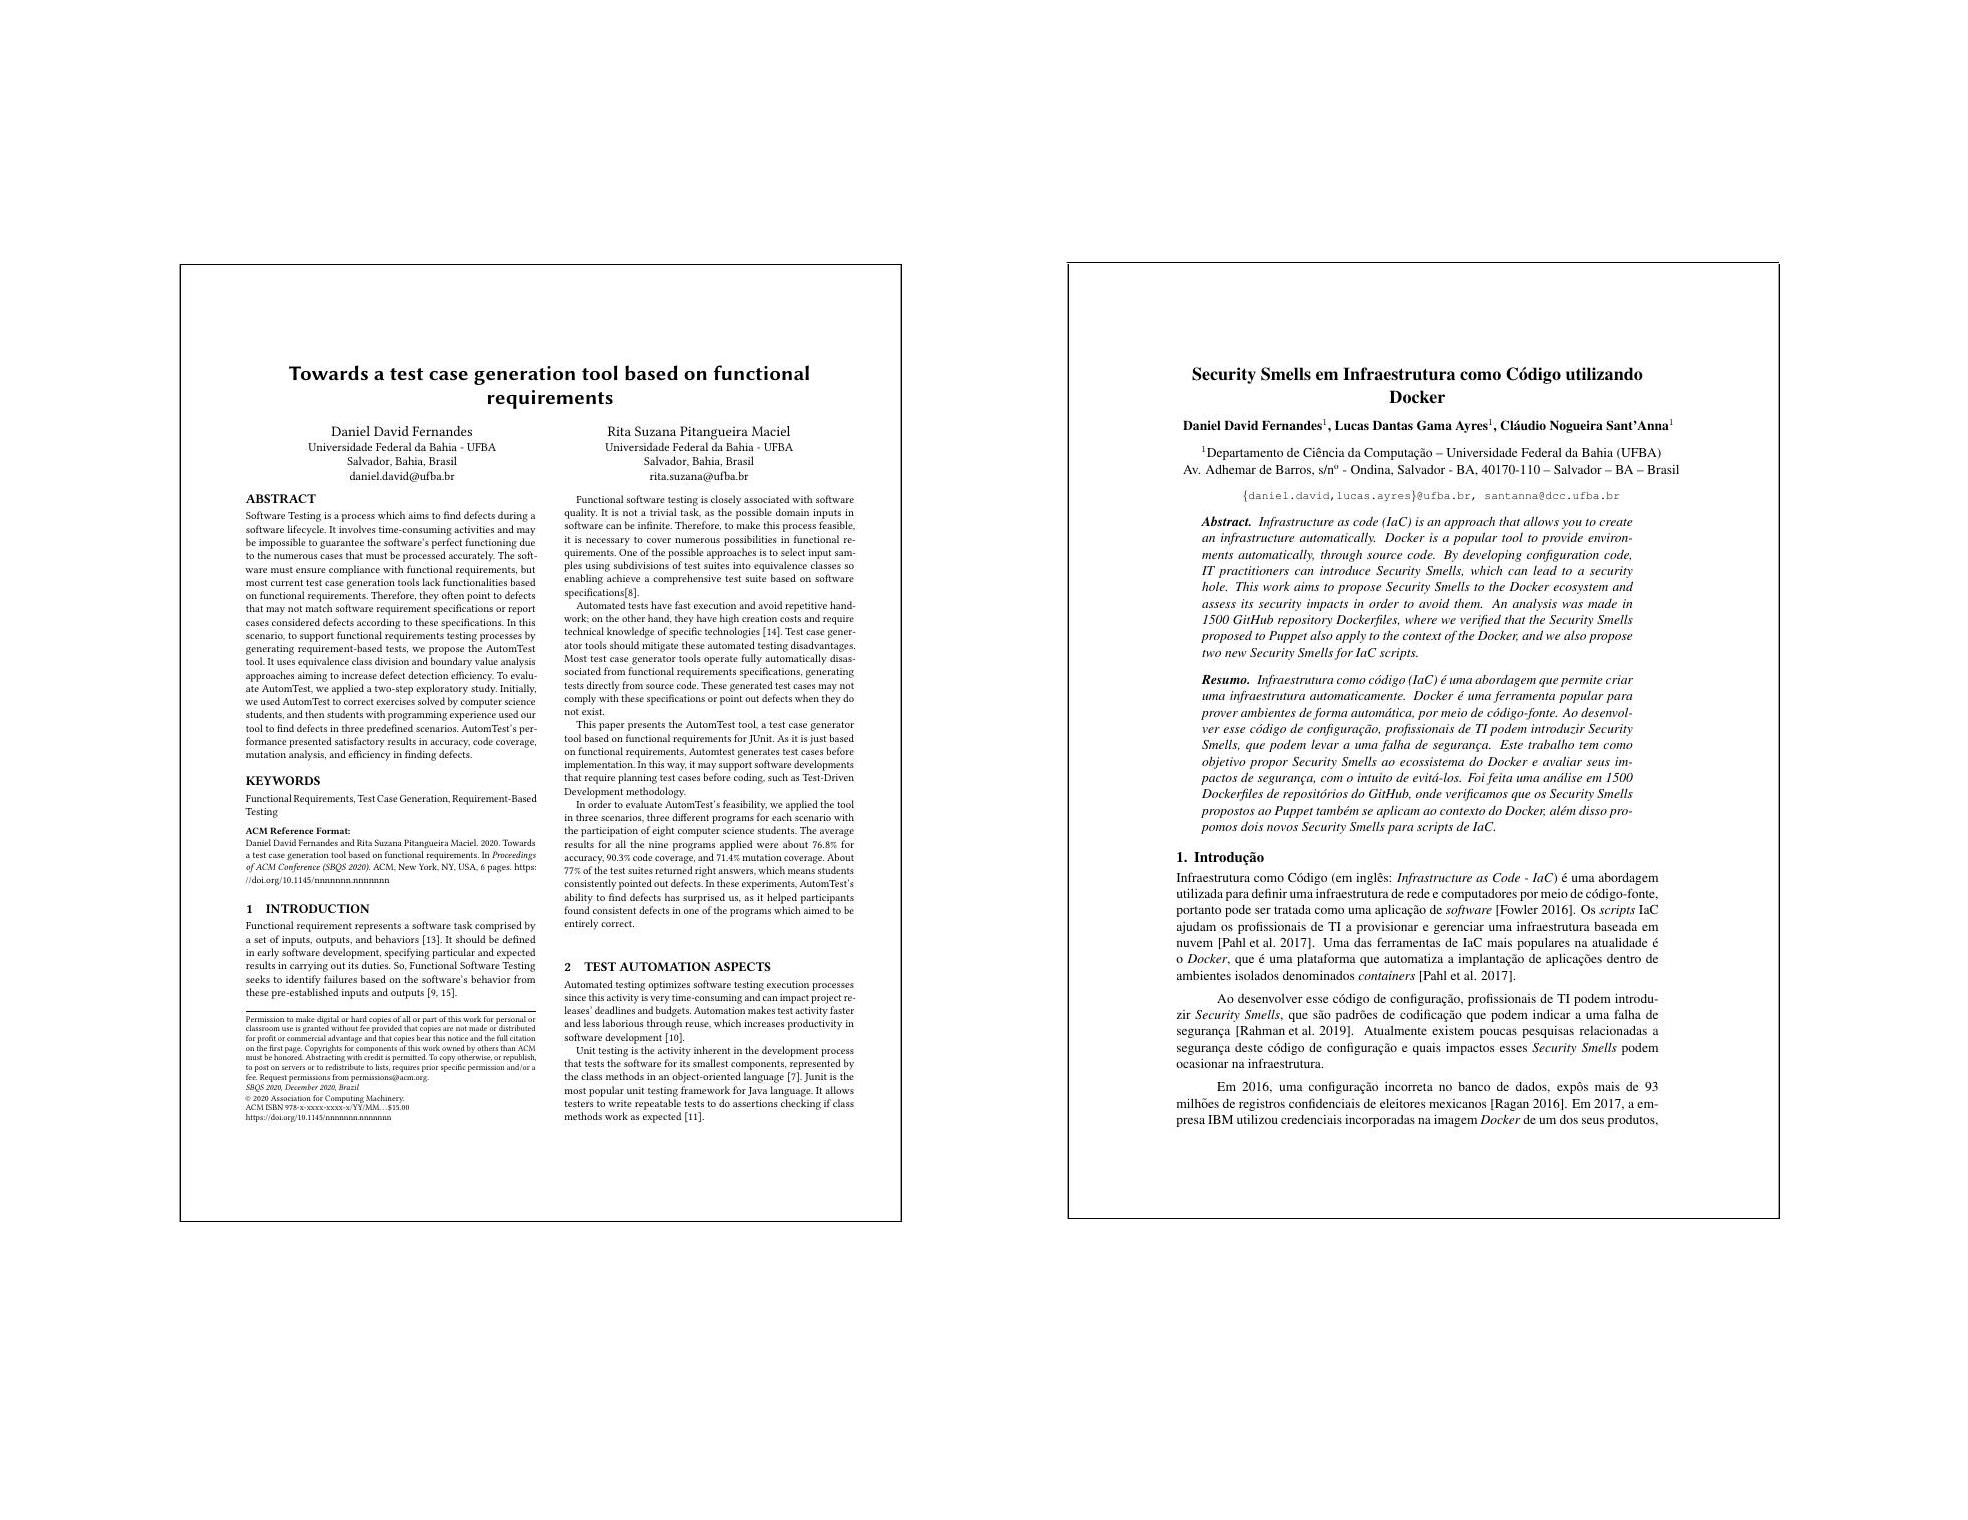 Towards a test case generation tool based on functional
requirements
Daniel David Fernandes
Universidade Federal da Bahia - UFBA
Salvador, Bahia, Brasil
daniel.david@ufba.br
Rita Suzana Pitangueira Maciel
Universidade Federal da Bahia - UFBA
Salvador, Bahia, Brasil
rita.suzana@ufba.br
ABSTRACT
Software Testing is a process which aims to find defects during a
software lifecycle. It involves time-consuming activities and may
be impossible to guarantee the software's perfect functioning due
to the numerous cases that must be processed accurately. The soft-
ware must ensure compliance with functional requirements, but
most current test case generation tools lack functionalities based
on functional requirements. Therefore, they often point to defects
that may not match software requirement specifications or report
cases considered defects according to these specifications. In this
scenario, to support functional requirements testing processes by
generating requirement-based tests, we propose the AutomTest
tool. It uses equivalence class division and boundary value analysis
approaches aiming to increase defect detection efficiency. To evalu-
ate AutomTest, we applied a two-step exploratory study. Initially,
we used AutomTest to correct exercises solved by computer science
students, and then students with programming experience used our
tool to find defects in three predefined scenarios. AutomTest's per-
formance presented satisfactory results in accuracy, code coverage,
mutation analysis, and efficiency in finding defects.
KEYWORDS
Functional Requirements, Test Case Generation, Requirement-Based
Testing
ACM Reference Format:
Daniel David Fernandes and Rita Suzana Pitangueira Maciel. 2020. Towards
a test case generation tool based on functional requirements. In Proceedings
of ACM Conference (SBQS 2020). ACM, New York, NY, USA, 6 pages. https:
//doi.org/10.1145/nnnnnnn.nnnnnnn
1 INTRODUCTION
Functional requirement represents a software task comprised by
a set of inputs, outputs, and behaviors [13]. It should be defined
in early software development, specifying particular and expected
results in carrying out its duties. So, Functional Software Testing
seeks to identify failures based on the software's behavior from
these pre-established inputs and outputs [9, 15].
Permission to make digital or hard copies of all or part of this work for personal or
classroom use is granted without fee provided that copies are not made or distributed
for profit or commercial advantage and that copies bear this notice and the full citation
on the first page. Copyrights for components of this work owned by others than ACM
must be honored. Abstracting with credit is permitted. To copy otherwise, or republish,
to post on servers or to redistribute to lists, requires prior specific permission and/or a
fee. Request permissions from permissions@acm.org.
SBQS 2020, December 2020, Brazil
© 2020 Association for Computing Machinery.
ACM ISBN 978-x-xxxx-xxxx-x/YY/MM...$15.00
https://doi.org/10.1145/nnnnnnn.nnnnnnn
Functional software testing is closely associated with software
quality. It is not a trivial task, as the possible domain inputs in
software can be infinite. Therefore, to make this process feasible,
it is necessary to cover numerous possibilities in functional re-
quirements. One of the possible approaches is to select input sam-
ples using subdivisions of test suites into equivalence classes so
enabling achieve a comprehensive test suite based on software
specifications[8].
Automated tests have fast execution and avoid repetitive hand-
work; on the other hand, they have high creation costs and require
technical knowledge of specific technologies [14]. Test case gener-
ator tools should mitigate these automated testing disadvantages.
Most test case generator tools operate fully automatically disas-
sociated from functional requirements specifications, generating
tests directly from source code. These generated test cases may not
comply with these specifications or point out defects when they do
not exist.
This paper presents the AutomTest tool, a test case generator
tool based on functional requirements for JUnit. As it is just based
on functional requirements, Automtest generates test cases before
implementation. In this way, it may support software developments
that require planning test cases before coding, such as Test-Driven
Development methodology.
In order to evaluate AutomTest's feasibility, we applied the tool
in three scenarios, three different programs for each scenario with
the participation of eight computer science students. The average
results for all the nine programs applied were about 76.8% for
accuracy, 90.3% code coverage, and 71.4% mutation coverage. About
77% of the test suites returned right answers, which means students
consistently pointed out defects. In these experiments, AutomTest's
ability to find defects has surprised us, as it helped participants
found consistent defects in one of the programs which aimed to be
entirely correct.
2 TEST AUTOMATION ASPECTS
Automated testing optimizes software testing execution processes
since this activity is very time-consuming and can impact project re-
leases' deadlines and budgets. Automation makes test activity faster
and less laborious through reuse, which increases productivity in
software development [10].
Unit testing is the activity inherent in the development process
that tests the software for its smallest components, represented by
the class methods in an object-oriented language [7]. Junit is the
most popular unit testing framework for Java language. It allows
testers to write repeatable tests to do assertions checking if class
methods work as expected [11].
Security Smells em Infraestrutura como Código utilizando
Docker
Daniel David Fernandes¹, Lucas Dantas Gama Ayres¹, Cláudio Nogueira Sant'Anna¹
¹Departamento de Ciência da Computação – Universidade Federal da Bahia (UFBA)
Av. Adhemar de Barros, s/nº - Ondina, Salvador - BA, 40170-110 – Salvador – BA – Brasil
{daniel.david,lucas.ayres}@ufba.br, santanna@dcc.ufba.br
Abstract. Infrastructure as code (IaC) is an approach that allows you to create
an infrastructure automatically. Docker is a popular tool to provide environ-
ments automatically, through source code. By developing configuration code,
IT practitioners can introduce Security Smells, which can lead to a security
hole. This work aims to propose Security Smells to the Docker ecosystem and
assess its security impacts in order to avoid them. An analysis was made in
1500 GitHub repository Dockerfiles, where we verified that the Security Smells
proposed to Puppet also apply to the context of the Docker, and we also propose
two new Security Smells for IaC scripts.
Resumo. Infraestrutura como código (IaC) é uma abordagem que permite criar
uma infraestrutura automaticamente. Docker é uma ferramenta popular para
prover ambientes de forma automática, por meio de código-fonte. Ao desenvol-
ver esse código de configuração, profissionais de TI podem introduzir Security
Smells, que podem levar a uma falha de segurança. Este trabalho tem como
objetivo propor Security Smells ao ecossistema do Docker e avaliar seus im-
pactos de segurança, com o intuito de evitá-los. Foi feita uma análise em 1500
Dockerfiles de repositórios do GitHub, onde verificamos que os Security Smells
propostos ao Puppet também se aplicam ao contexto do Docker, além disso pro-
pomos dois novos Security Smells para scripts de IaC.
1. Introdução
Infraestrutura como Código (em inglês: Infrastructure as Code - IaC) é uma abordagem
utilizada para definir uma infraestrutura de rede e computadores por meio de código-fonte,
portanto pode ser tratada como uma aplicação de software [Fowler 2016]. Os scripts IaC
ajudam os profissionais de TI a provisionar e gerenciar uma infraestrutura baseada em
nuvem [Pahl et al. 2017]. Uma das ferramentas de IaC mais populares na atualidade é
o Docker, que é uma plataforma que automatiza a implantação de aplicações dentro de
ambientes isolados denominados containers [Pahl et al. 2017].
Ao desenvolver esse código de configuração, profissionais de TI podem introdu-
zir Security Smells, que são padrões de codificação que podem indicar a uma falha de
segurança [Rahman et al. 2019]. Atualmente existem poucas pesquisas relacionadas a
segurança deste código de configuração e quais impactos esses Security Smells podem
ocasionar na infraestrutura.
Em 2016, uma configuração incorreta no banco de dados, expôs mais de 93
milhões de registros confidenciais de eleitores mexicanos [Ragan 2016]. Em 2017, a em-
presa IBM utilizou credenciais incorporadas na imagem Docker de um dos seus produtos,